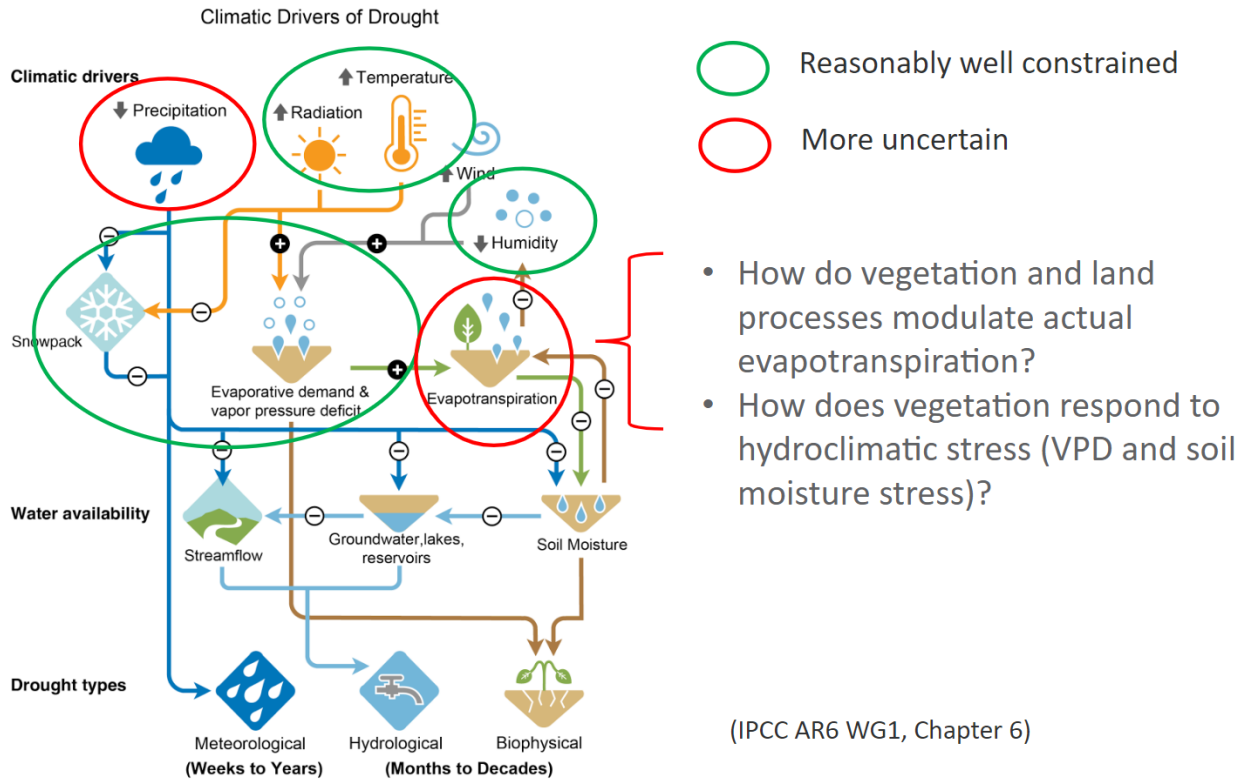 Climatic Drivers of Drought
Climatic drivers
Precipitation
Temperature
Radiation
Wind
Humidity
Snowpack
Evaporative demand &
vapor pressure deficit
Evapotranspiration
Water availability
Streamflow
Groundwater,lakes,
reservoirs
Soil Moisture
Drought types
Meteorological
(Weeks to Years)
Hydrological
(Months to Decades)
Biophysical
Reasonably well constrained
More uncertain
• How do vegetation and land
processes modulate actual
evapotranspiration?
• How does vegetation respond to
hydroclimatic stress (VPD and soil
moisture stress)?
(IPCC AR6 WG1, Chapter 6)